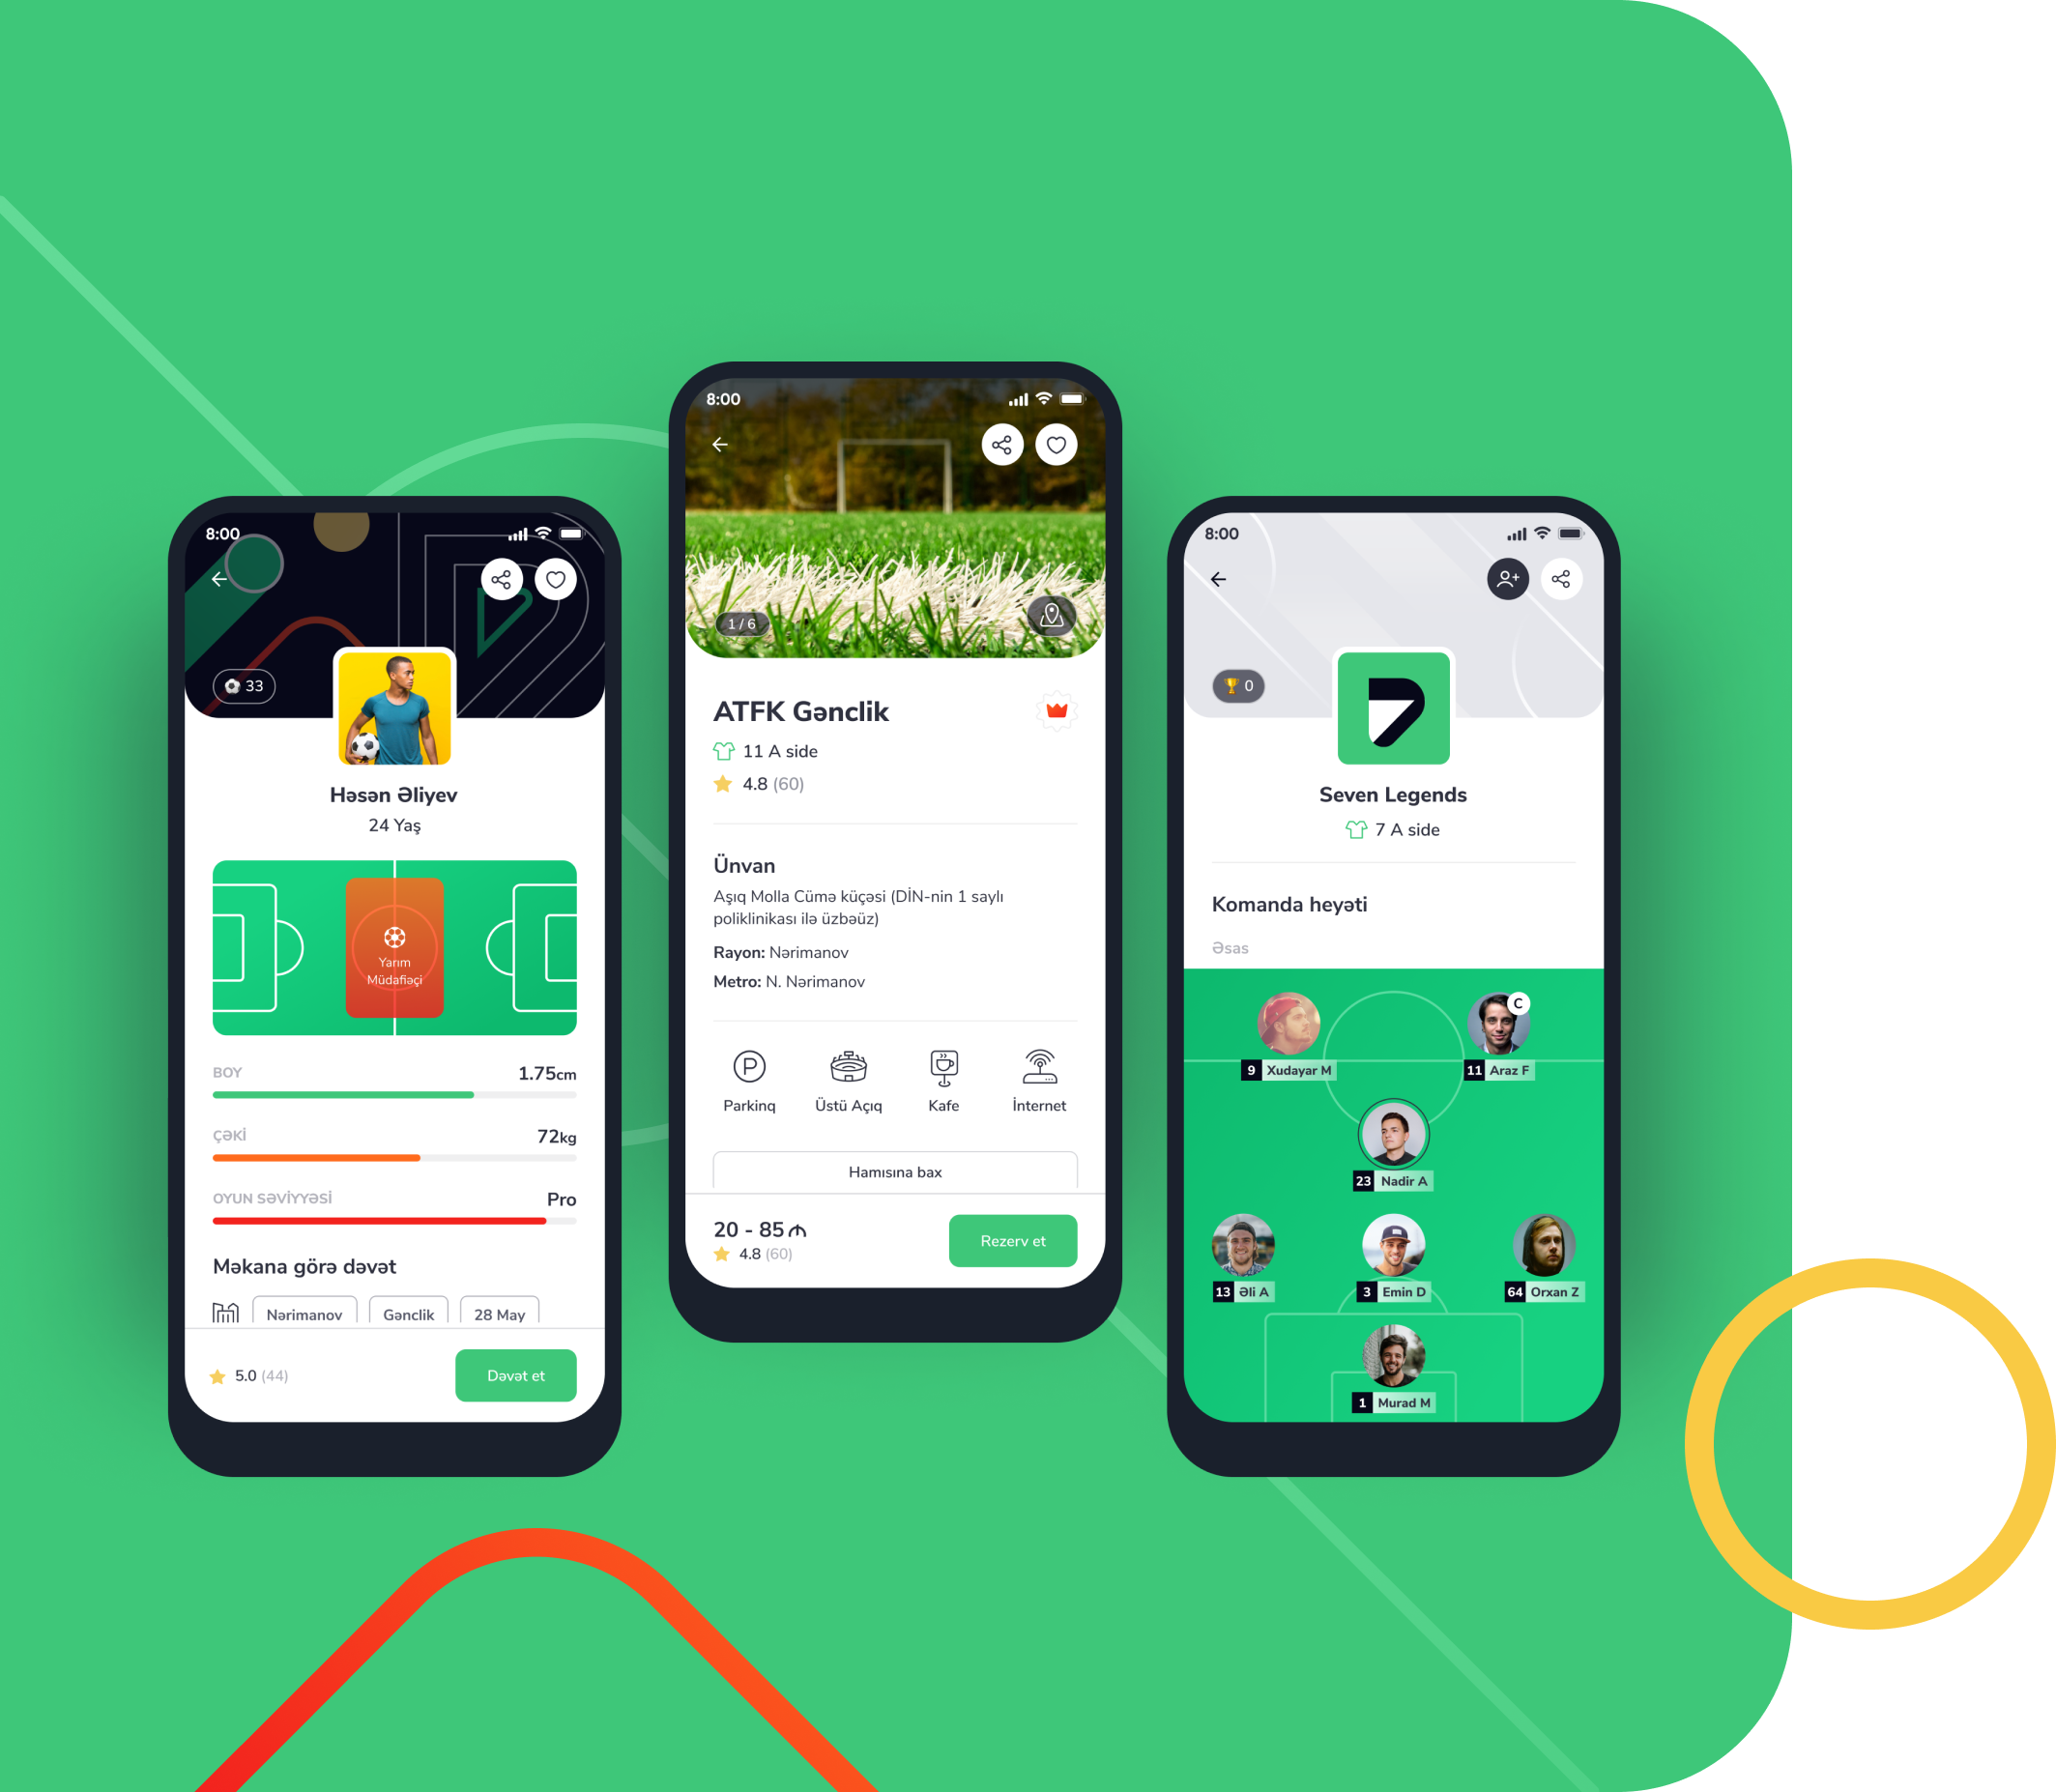 8:00
33
Həsən Əliyev
24 Yaş
Yarım
Müdafiəçi
BOY
1.75cm
ÇƏKİ
72kg
OYUN SƏVİYYƏSİ
Pro
Məkana görə dəvət
Nərimanov
Gənclik
28 May
5.0 (44)
Dəvət et
8:00
1 / 6
ATFK Gənclik
11 A side
4.8 (60)
Ünvan
Aşıq Molla Cümə küçəsi (DİN-nin 1 saylı
poliklinikası ilə üzbəüz)
Rayon: Nərimanov
Metro: N. Nərimanov
P
Parkinq
Üstü Açıq
Kafe
İnternet
Hamısına bax
20 - 85 ₼
4.8 (60)
Rezerv et
8:00
0
Seven Legends
7 A side
Komanda heyəti
Əsas
C
9 Xudayar M
11 Araz F
23 Nadir A
13 Əli A
3 Emin D
64 Orxan Z
1 Murad M